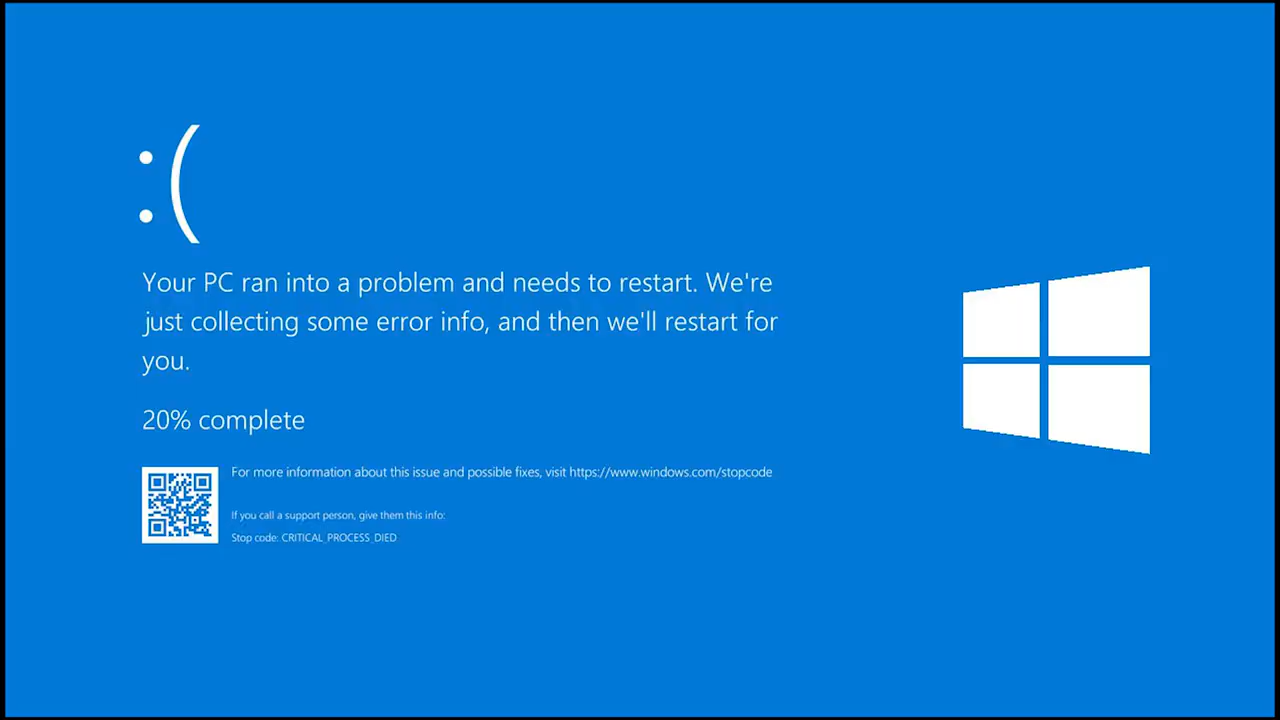 :(
Your PC ran into a problem and needs to restart. We're
just collecting some error info, and then we'll restart for
you.
20% complete
For more information about this issue and possible fixes, visit https://www.windows.com/stopcode
If you call a support person, give them this info:
Stop code: CRITICAL_PROCESS_DIED